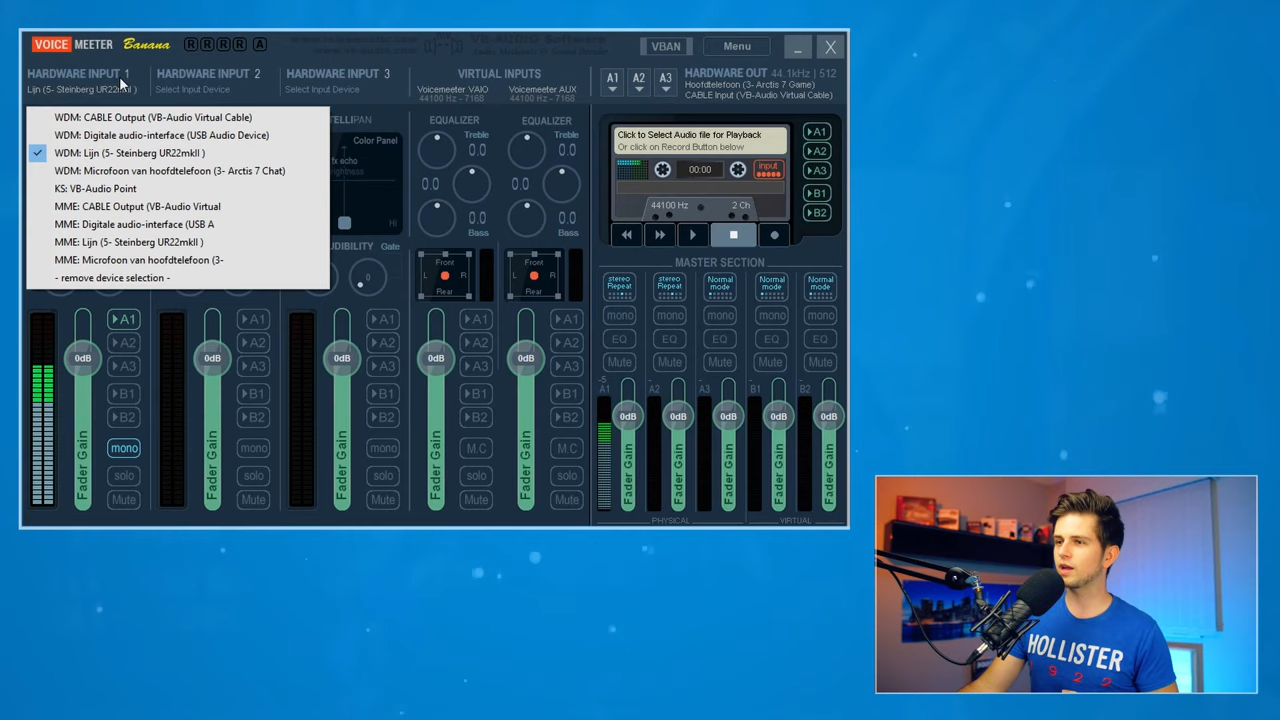 VOICE MEETER Banana R R R R A
VBAN Menu
HARDWARE INPUT 1 HARDWARE INPUT 2 HARDWARE INPUT 3 VIRTUAL INPUTS A1 A2 A3 HARDWARE OUT 44.1kHz | 512
Lijn (5- Steinberg UR22mkII ) Select Input Device Select Input Device Voicemeeter VAIO Voicemeeter AUX Hoofdtelefoon (3- Arctis 7 Game)
44100 Hz - 7168 44100 Hz - 7168 CABLE Input (VB-Audio Virtual Cable)
WDM: CABLE Output (VB-Audio Virtual Cable)
WDM: Digitale audio-interface (USB Audio Device)
WDM: Lijn (5- Steinberg UR22mkII )
WDM: Microfoon van hoofdtelefoon (3- Arctis 7 Chat)
KS: VB-Audio Point
MME: CABLE Output (VB-Audio Virtual
MME: Digitale audio-interface (USB A
MME: Lijn (5- Steinberg UR22mkII )
MME: Microfoon van hoofdtelefoon (3-
- remove device selection -
TELLIPAN
Color Panel
fx echo
HI
UDIBILITY Gate
0
EQUALIZER EQUALIZER
Treble Treble
0.0 0.0
0.0 0.0
0.0 0.0
Bass Bass
Front Front
L R L R
Rear Rear
Click to Select Audio file for Playback
Or click on Record Button below
00:00 input
44100 Hz 2 Ch
A1
A2
A3
B1
B2
MASTER SECTION
stereo Repeat stereo Repeat Normal mode Normal mode Normal mode
mono mono mono mono mono
EQ EQ EQ EQ EQ
Mute Mute Mute Mute Mute
A1 A1 A1 A1 A1
A2 A2 A2 A2 A2
0dB 0dB 0dB 0dB 0dB
A3 A3 A3 A3 A3
B1 B1 B1 B1 B1
B2 B2 B2 B2 B2
mono mono mono M.C M.C
solo solo solo solo solo
Mute Mute Mute Mute Mute
Fader Gain Fader Gain Fader Gain Fader Gain Fader Gain
-5
A1 A2 A3 B1 B2
0dB 0dB 0dB 0dB 0dB
Fader Gain Fader Gain Fader Gain Fader Gain Fader Gain
PHYSICAL VIRTUAL
HOLLISTER
1 9 2 2